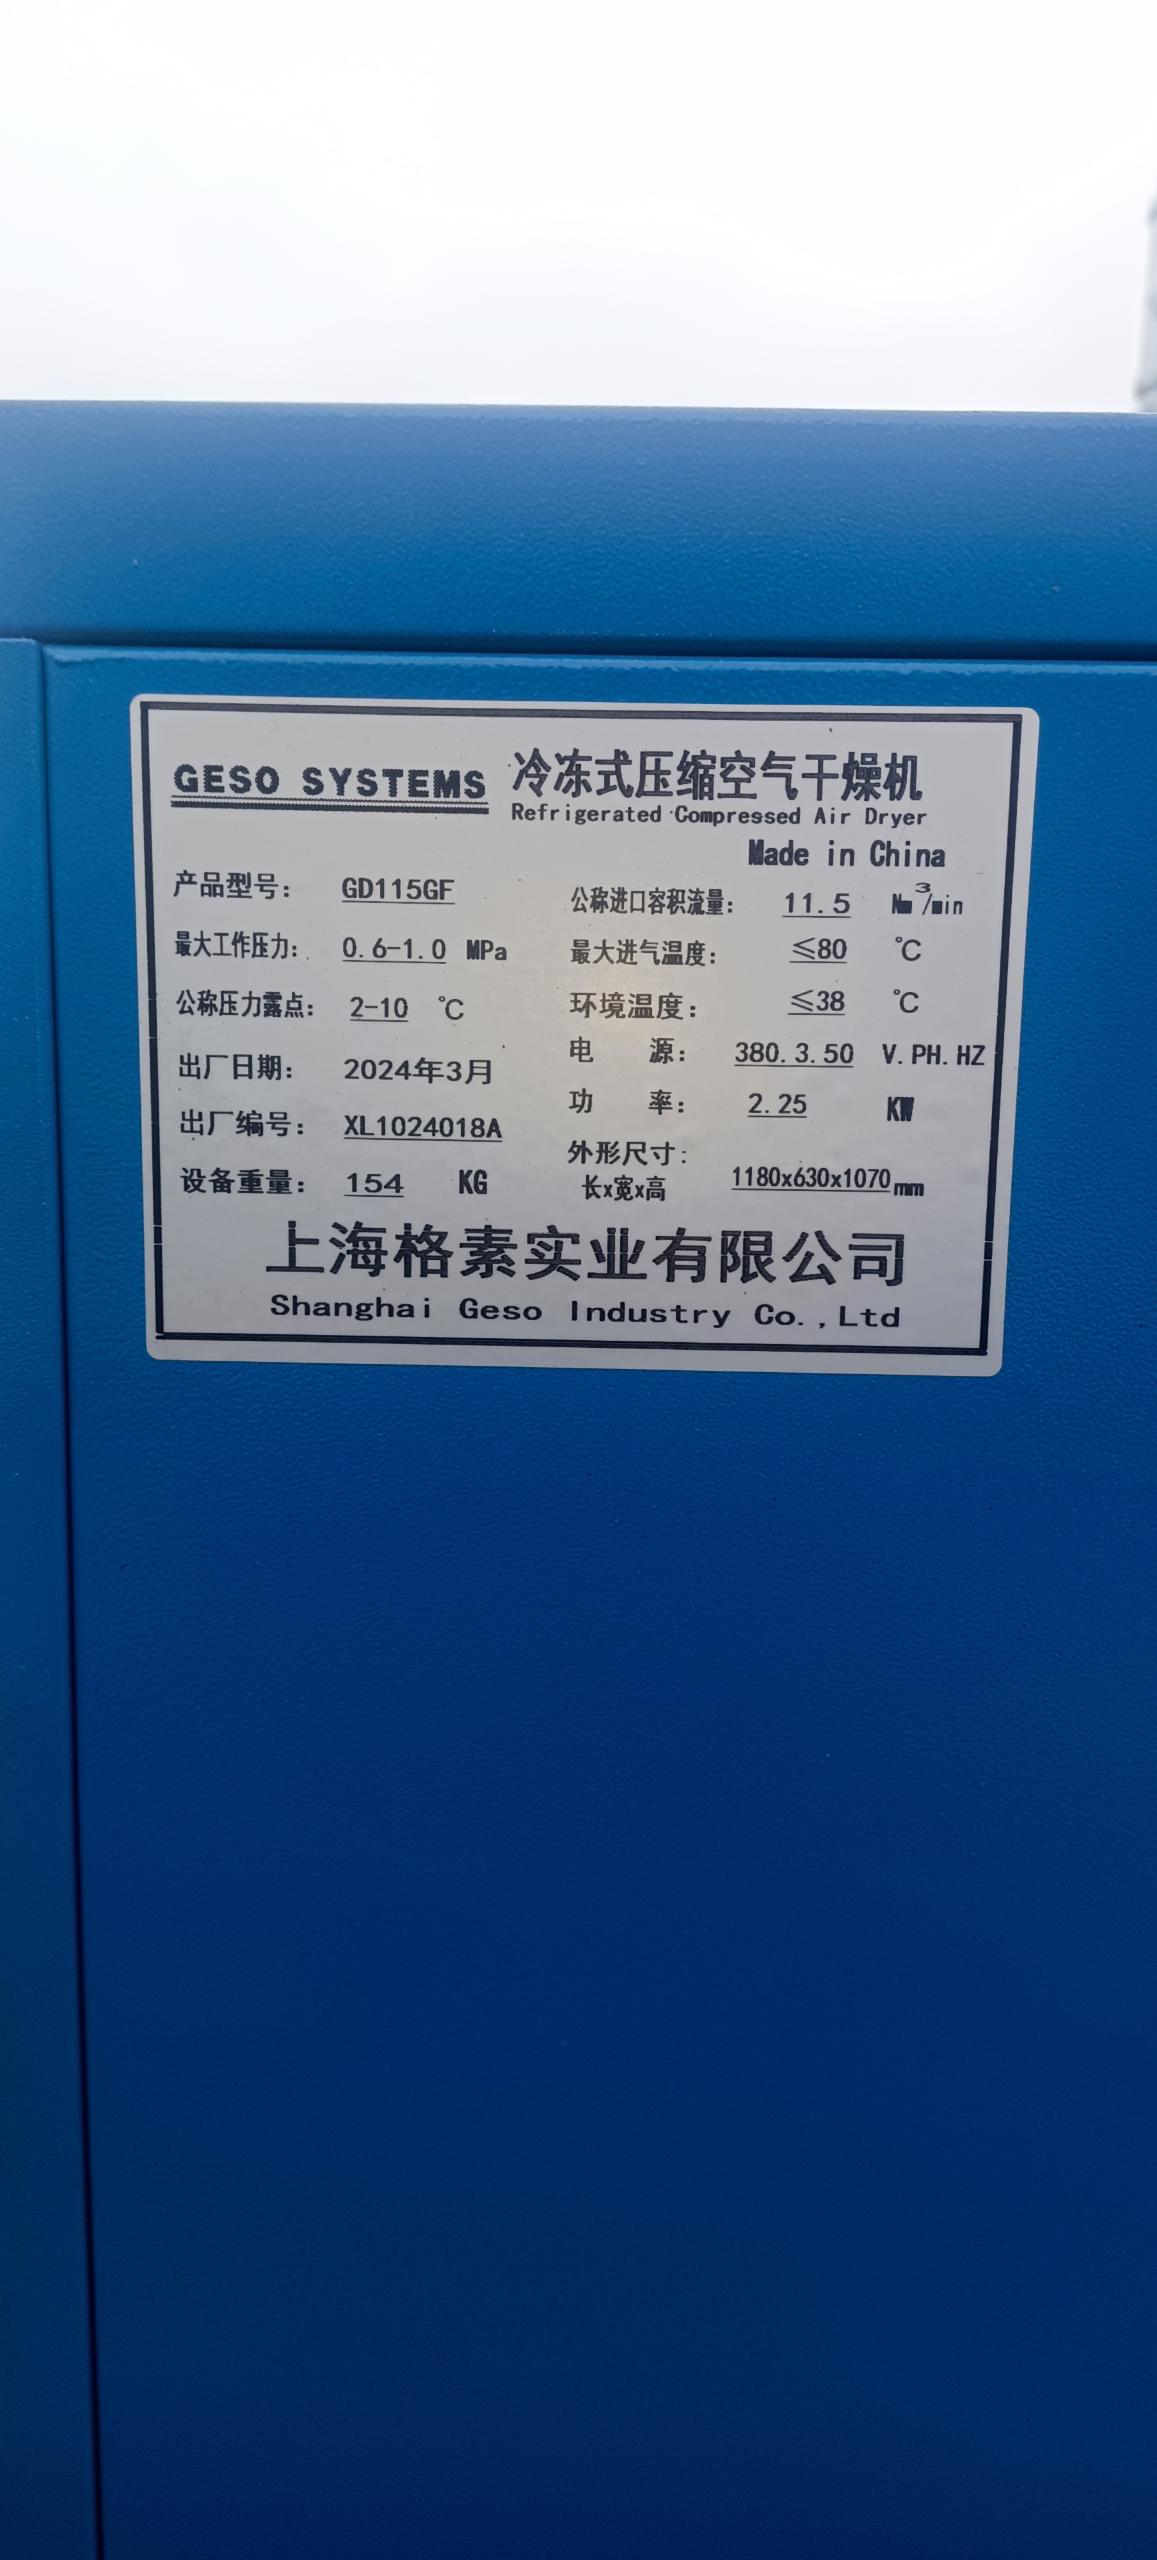 GESO SYSTEMS 冷冻式压缩空气干燥机
Refrigerated Compressed Air Dryer
Made in China
产品型号: GD115GF 公称进口容积流量: 11.5 Nm³/min
最大工作压力: 0.6-1.0 MPa 最大进气温度: ≤80 ℃
公称压力露点: 2-10 ℃ 环境温度: ≤38 ℃
出厂日期: 2024年3月 电 源: 380.3.50 V.PH.HZ
出厂编号: XL1024018A 功 率: 2.25 KW
设备重量: 154 KG 外形尺寸:
长x宽x高 1180x630x1070mm
上海格素实业有限公司
Shanghai Geso Industry Co.,Ltd